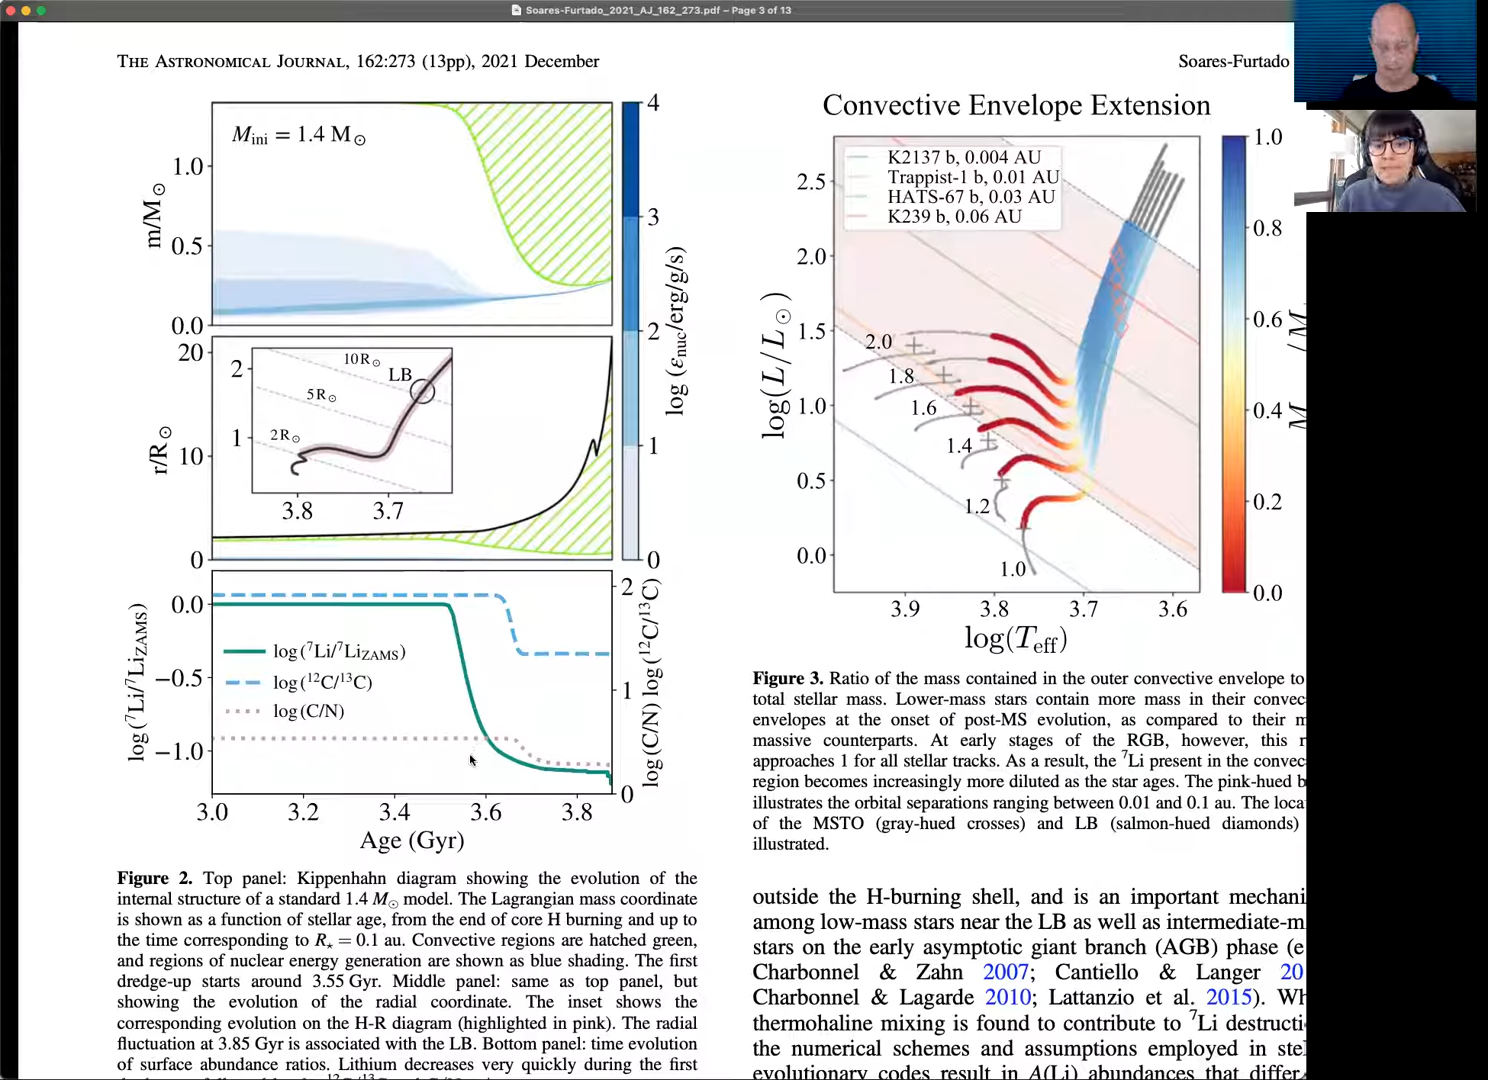 Soares-Furtado_2021_AJ_162_273.pdf – Page 3 of 13
THE ASTRONOMICAL JOURNAL, 162:273 (13pp), 2021 December
Soares-Furtado
M_ini = 1.4 M⊙
1.0
0.5
0.0
m/M⊙
4
3
2
1
0
log (ε_nuc/erg/g/s)
20
10
0
r/R⊙
2
1
10R⊙
LB
5R⊙
2R⊙
3.8 3.7
0.0
−0.5
−1.0
log(⁷Li/⁷Li_ZAMS)
log(⁷Li/⁷Li_ZAMS)
log(¹²C/¹³C)
log(C/N)
2
1
0
log(C/N) log(¹²C/¹³C)
3.0 3.2 3.4 3.6 3.8
Age (Gyr)
Figure 2. Top panel: Kippenhahn diagram showing the evolution of the
internal structure of a standard 1.4 M⊙ model. The Lagrangian mass coordinate
is shown as a function of stellar age, from the end of core H burning and up to
the time corresponding to R⋆ = 0.1 au. Convective regions are hatched green,
and regions of nuclear energy generation are shown as blue shading. The first
dredge-up starts around 3.55 Gyr. Middle panel: same as top panel, but
showing the evolution of the radial coordinate. The inset shows the
corresponding evolution on the H-R diagram (highlighted in pink). The radial
fluctuation at 3.85 Gyr is associated with the LB. Bottom panel: time evolution
of surface abundance ratios. Lithium decreases very quickly during the first
Convective Envelope Extension
K2137 b, 0.004 AU
Trappist-1 b, 0.01 AU
HATS-67 b, 0.03 AU
K239 b, 0.06 AU
2.5
2.0
1.5
1.0
0.5
0.0
log(L/L⊙)
2.0
1.8
1.6
1.4
1.2
1.0
3.9 3.8 3.7 3.6
log(T_eff)
1.0
0.8
0.6
0.4
0.2
0.0
Figure 3. Ratio of the mass contained in the outer convective envelope to
total stellar mass. Lower-mass stars contain more mass in their convec
envelopes at the onset of post-MS evolution, as compared to their m
massive counterparts. At early stages of the RGB, however, this r
approaches 1 for all stellar tracks. As a result, the ⁷Li present in the convec
region becomes increasingly more diluted as the star ages. The pink-hued b
illustrates the orbital separations ranging between 0.01 and 0.1 au. The loca
of the MSTO (gray-hued crosses) and LB (salmon-hued diamonds)
illustrated.
outside the H-burning shell, and is an important mechani
among low-mass stars near the LB as well as intermediate-m
stars on the early asymptotic giant branch (AGB) phase (e
Charbonnel & Zahn 2007; Cantiello & Langer 20
Charbonnel & Lagarde 2010; Lattanzio et al. 2015). Wh
thermohaline mixing is found to contribute to ⁷Li destructi
the numerical schemes and assumptions employed in stel
evolutionary codes result in A(Li) abundances that differ